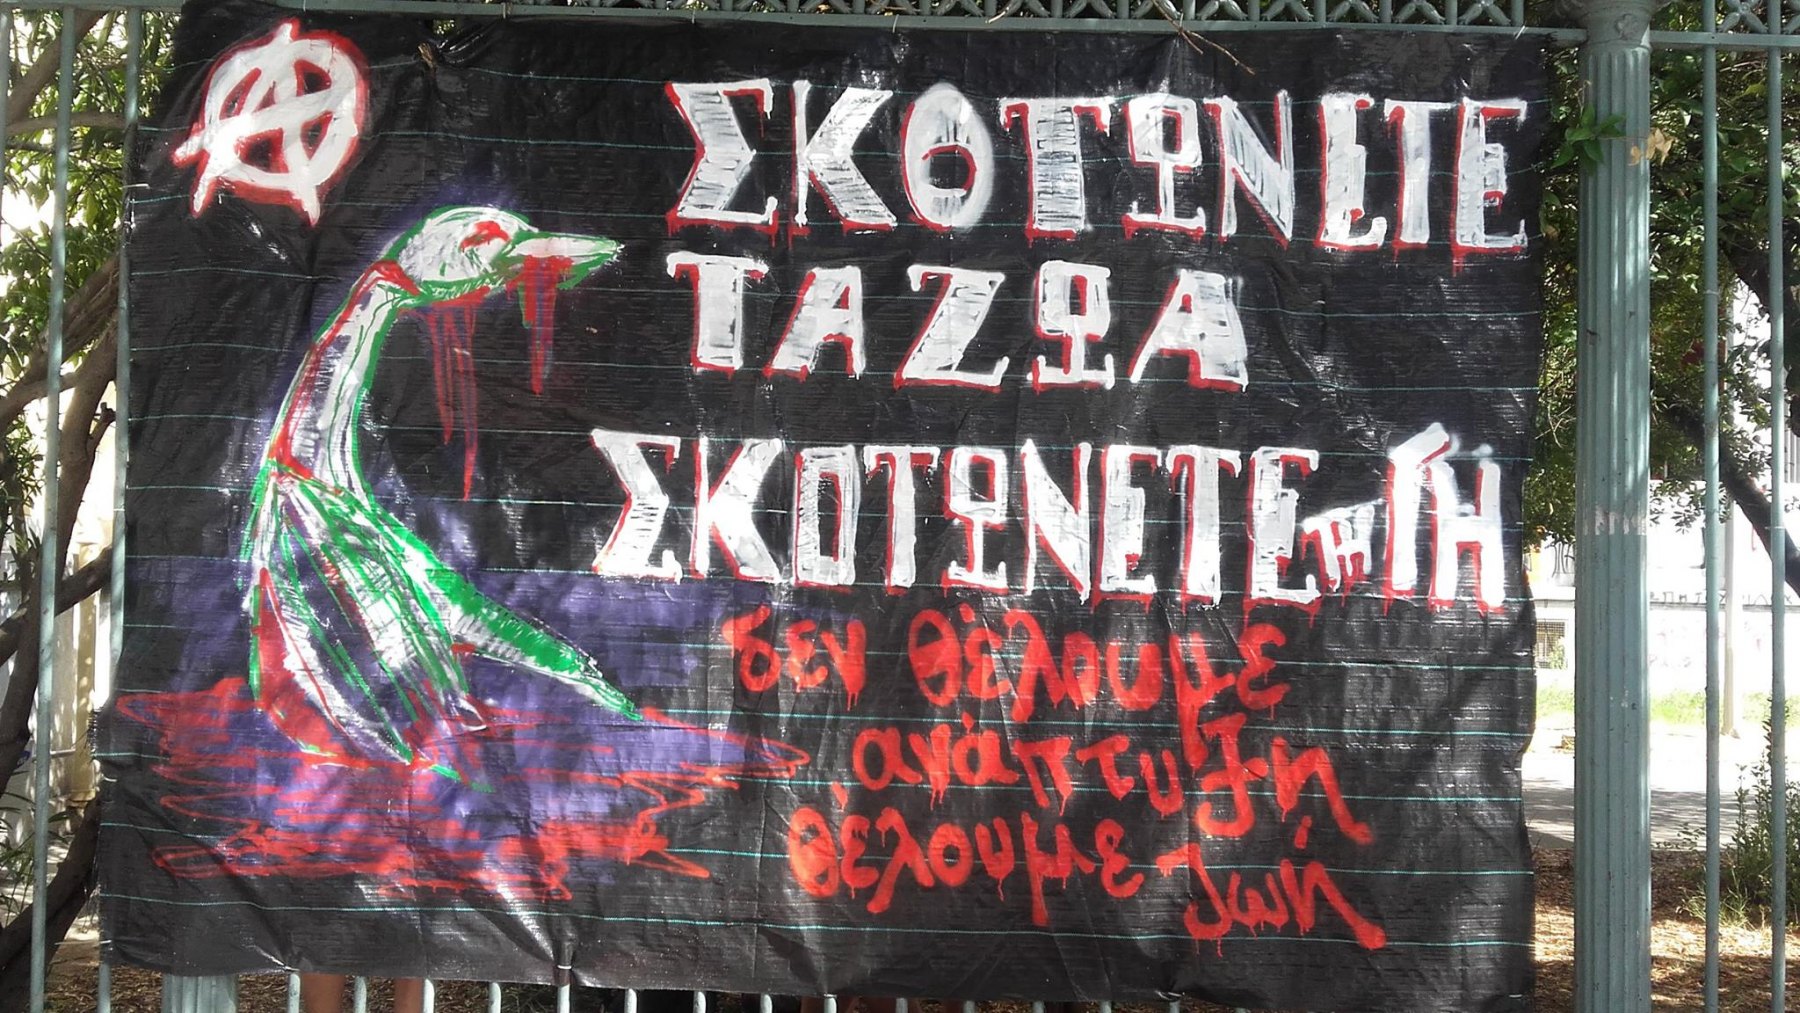 Ⓐ
ΣΚΟΤΩΝΕΤΕ
ΤΑ ΖΩΑ
ΣΚΟΤΩΝΕΤΕ ΤΗ ΓΗ
δεν θέλουμε
ανάπτυξη
θέλουμε ζωή